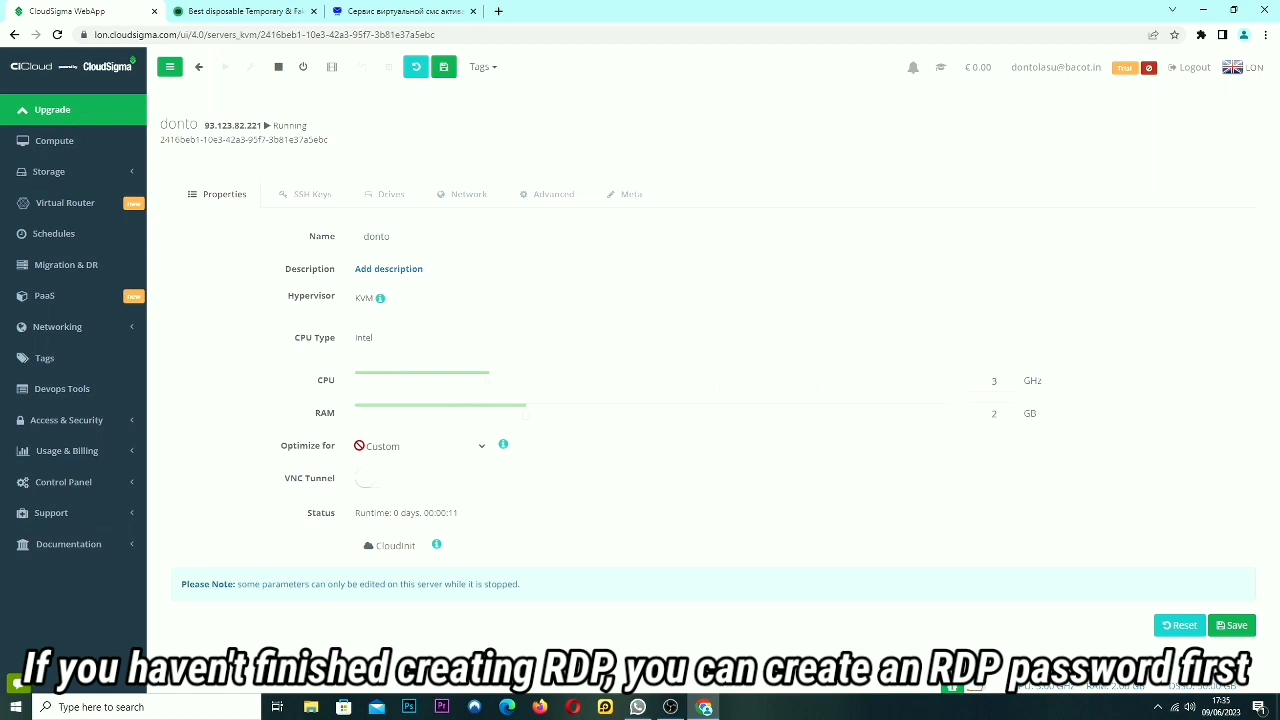 CloudSigma WebApp
Best disposable Temporary & Fak
Сервис виртуальной смс актива
lon.cloudsigma.com/ui/4.0/servers_kvm/2416beb1-10e3-42a3-95f7-3b81e37a5ebc
CICloud CloudSigma
Tags
€ 0.00
dontolasu@bacot.in
Trial
Logout
LON
Upgrade
Compute
Storage
Virtual Router new
Schedules
Migration & DR
PaaS new
Networking
Tags
Devops Tools
Access & Security
Usage & Billing
Control Panel
Support
Documentation
donto 93.123.82.221 Running
2416beb1-10e3-42a3-95f7-3b81e37a5ebc
Properties SSH Keys Drives Network Advanced Meta
Name donto
Description Add description
Hypervisor KVM
CPU Type Intel
CPU 3 GHz
RAM 2 GB
Optimize for Custom
VNC Tunnel
Status Runtime: 0 days, 00:00:11
CloudInit
Please Note: some parameters can only be edited on this server while it is stopped.
Reset Save
If you haven't finished creating RDP, you can create an RDP password first
Type here to search
17:35
09/06/2023